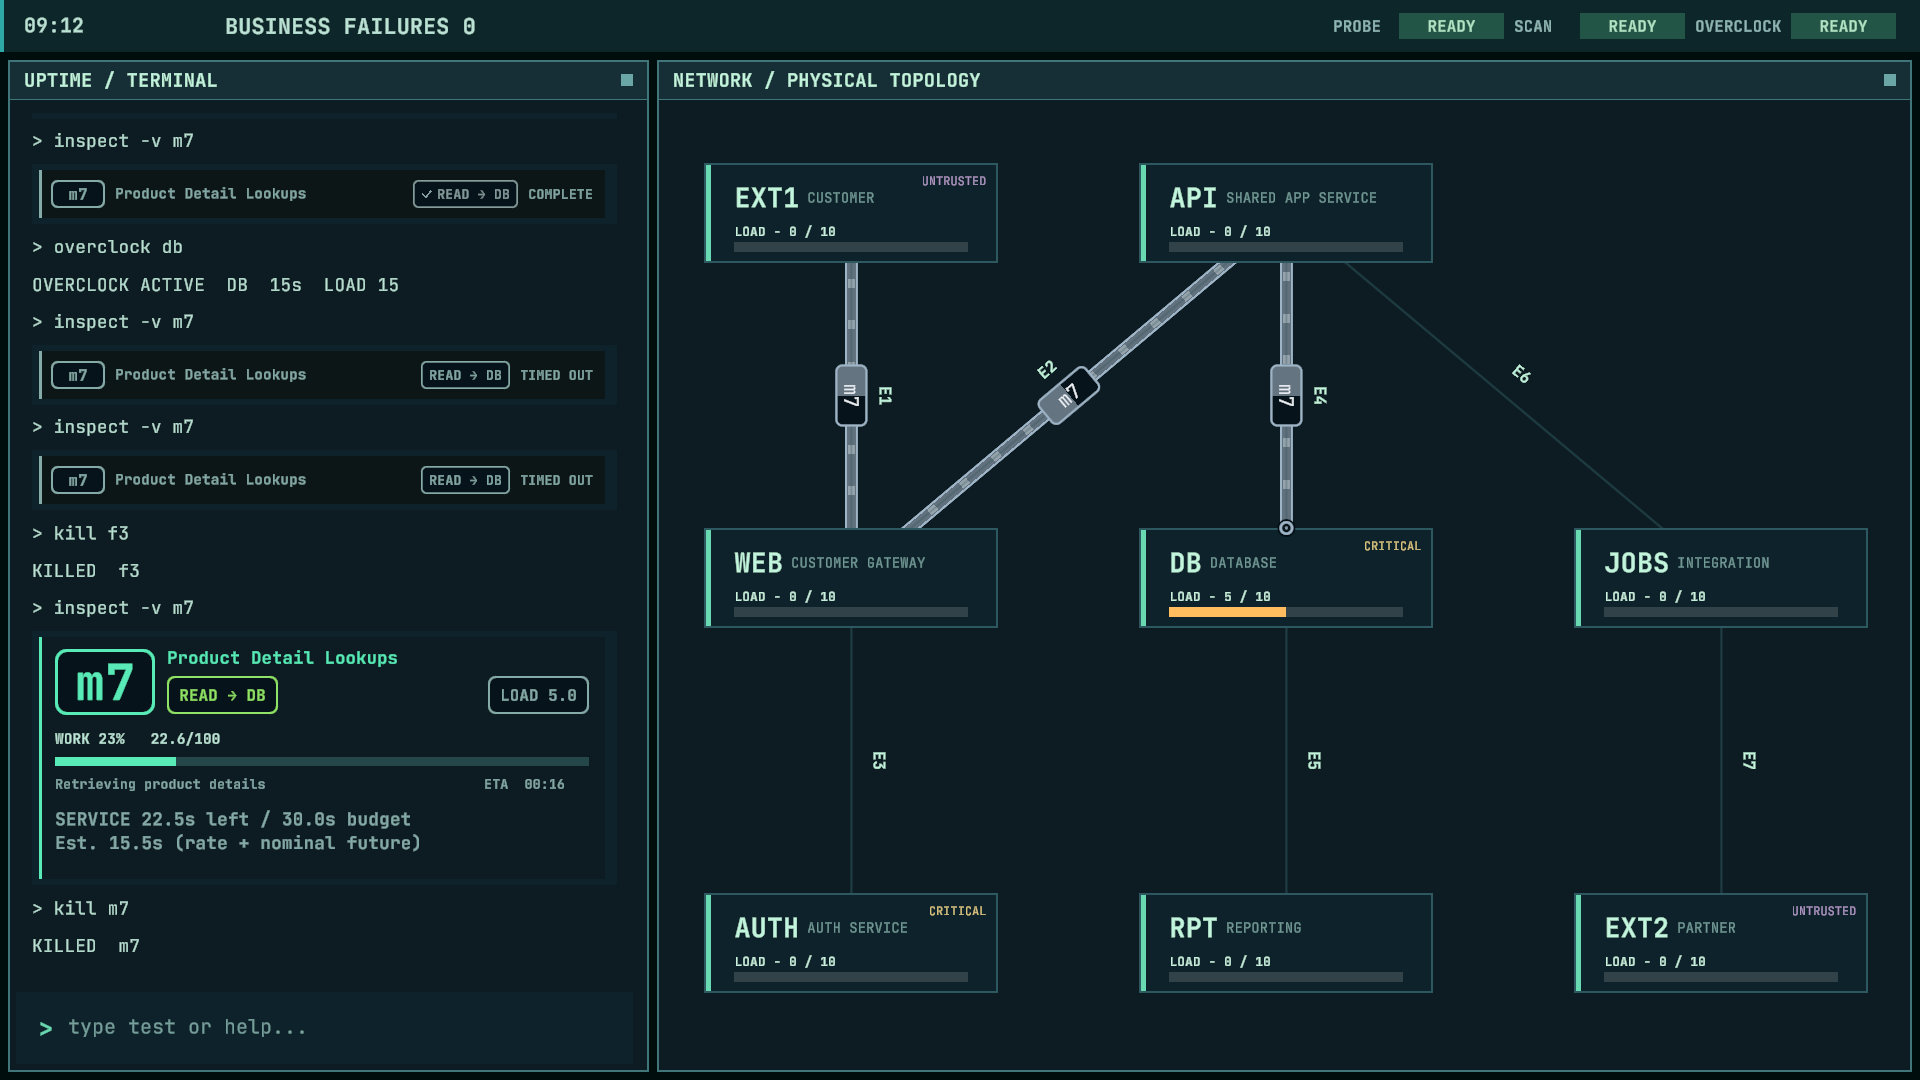 09:12
BUSINESS FAILURES 0
PROBE READY SCAN READY OVERCLOCK READY
UPTIME / TERMINAL
> inspect -v m7
m7 Product Detail Lookups ✓ READ → DB COMPLETE
> overclock db
OVERCLOCK ACTIVE DB 15s LOAD 15
> inspect -v m7
m7 Product Detail Lookups READ → DB TIMED OUT
> inspect -v m7
m7 Product Detail Lookups READ → DB TIMED OUT
> kill f3
KILLED f3
> inspect -v m7
m7 Product Detail Lookups
READ → DB LOAD 5.0
WORK 23% 22.6/100
Retrieving product details ETA 00:16
SERVICE 22.5s left / 30.0s budget
Est. 15.5s (rate + nominal future)
> kill m7
KILLED m7
> type test or help...
NETWORK / PHYSICAL TOPOLOGY
EXT1 CUSTOMER UNTRUSTED
LOAD - 0 / 10
API SHARED APP SERVICE
LOAD - 0 / 10
m7 E1
E2 m7
m7 E4
E6
WEB CUSTOMER GATEWAY
LOAD - 0 / 10
DB DATABASE CRITICAL
LOAD - 5 / 10
JOBS INTEGRATION
LOAD - 0 / 10
E3
E5
E7
AUTH AUTH SERVICE CRITICAL
LOAD - 0 / 10
RPT REPORTING
LOAD - 0 / 10
EXT2 PARTNER UNTRUSTED
LOAD - 0 / 10